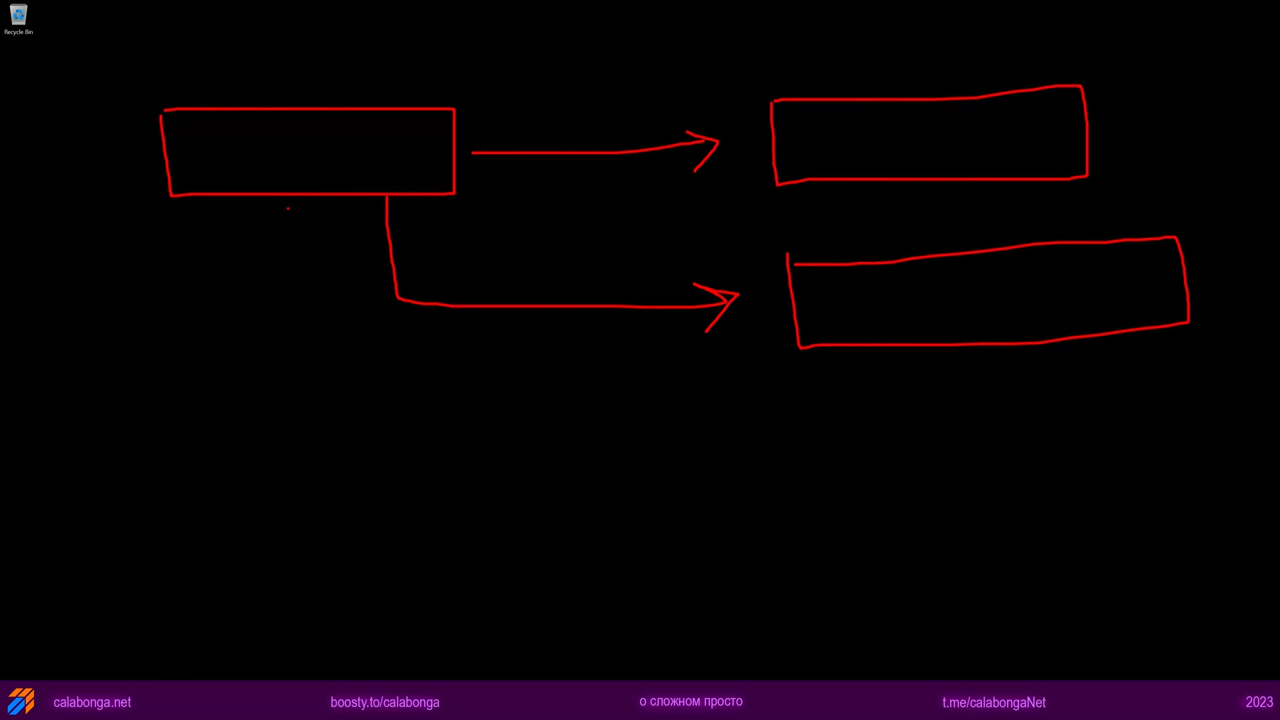 Recycle Bin
calabonga.net
boosty.to/calabonga
о сложном просто
t.me/calabongaNet
2023